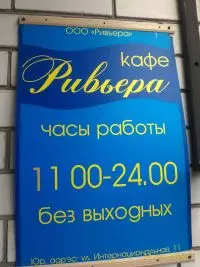 ООО «Ривьера»
кафе
Ривьера
часы работы
11 00-24.00
без выходных
Юр. адрес: ул. Интернациональная, 11